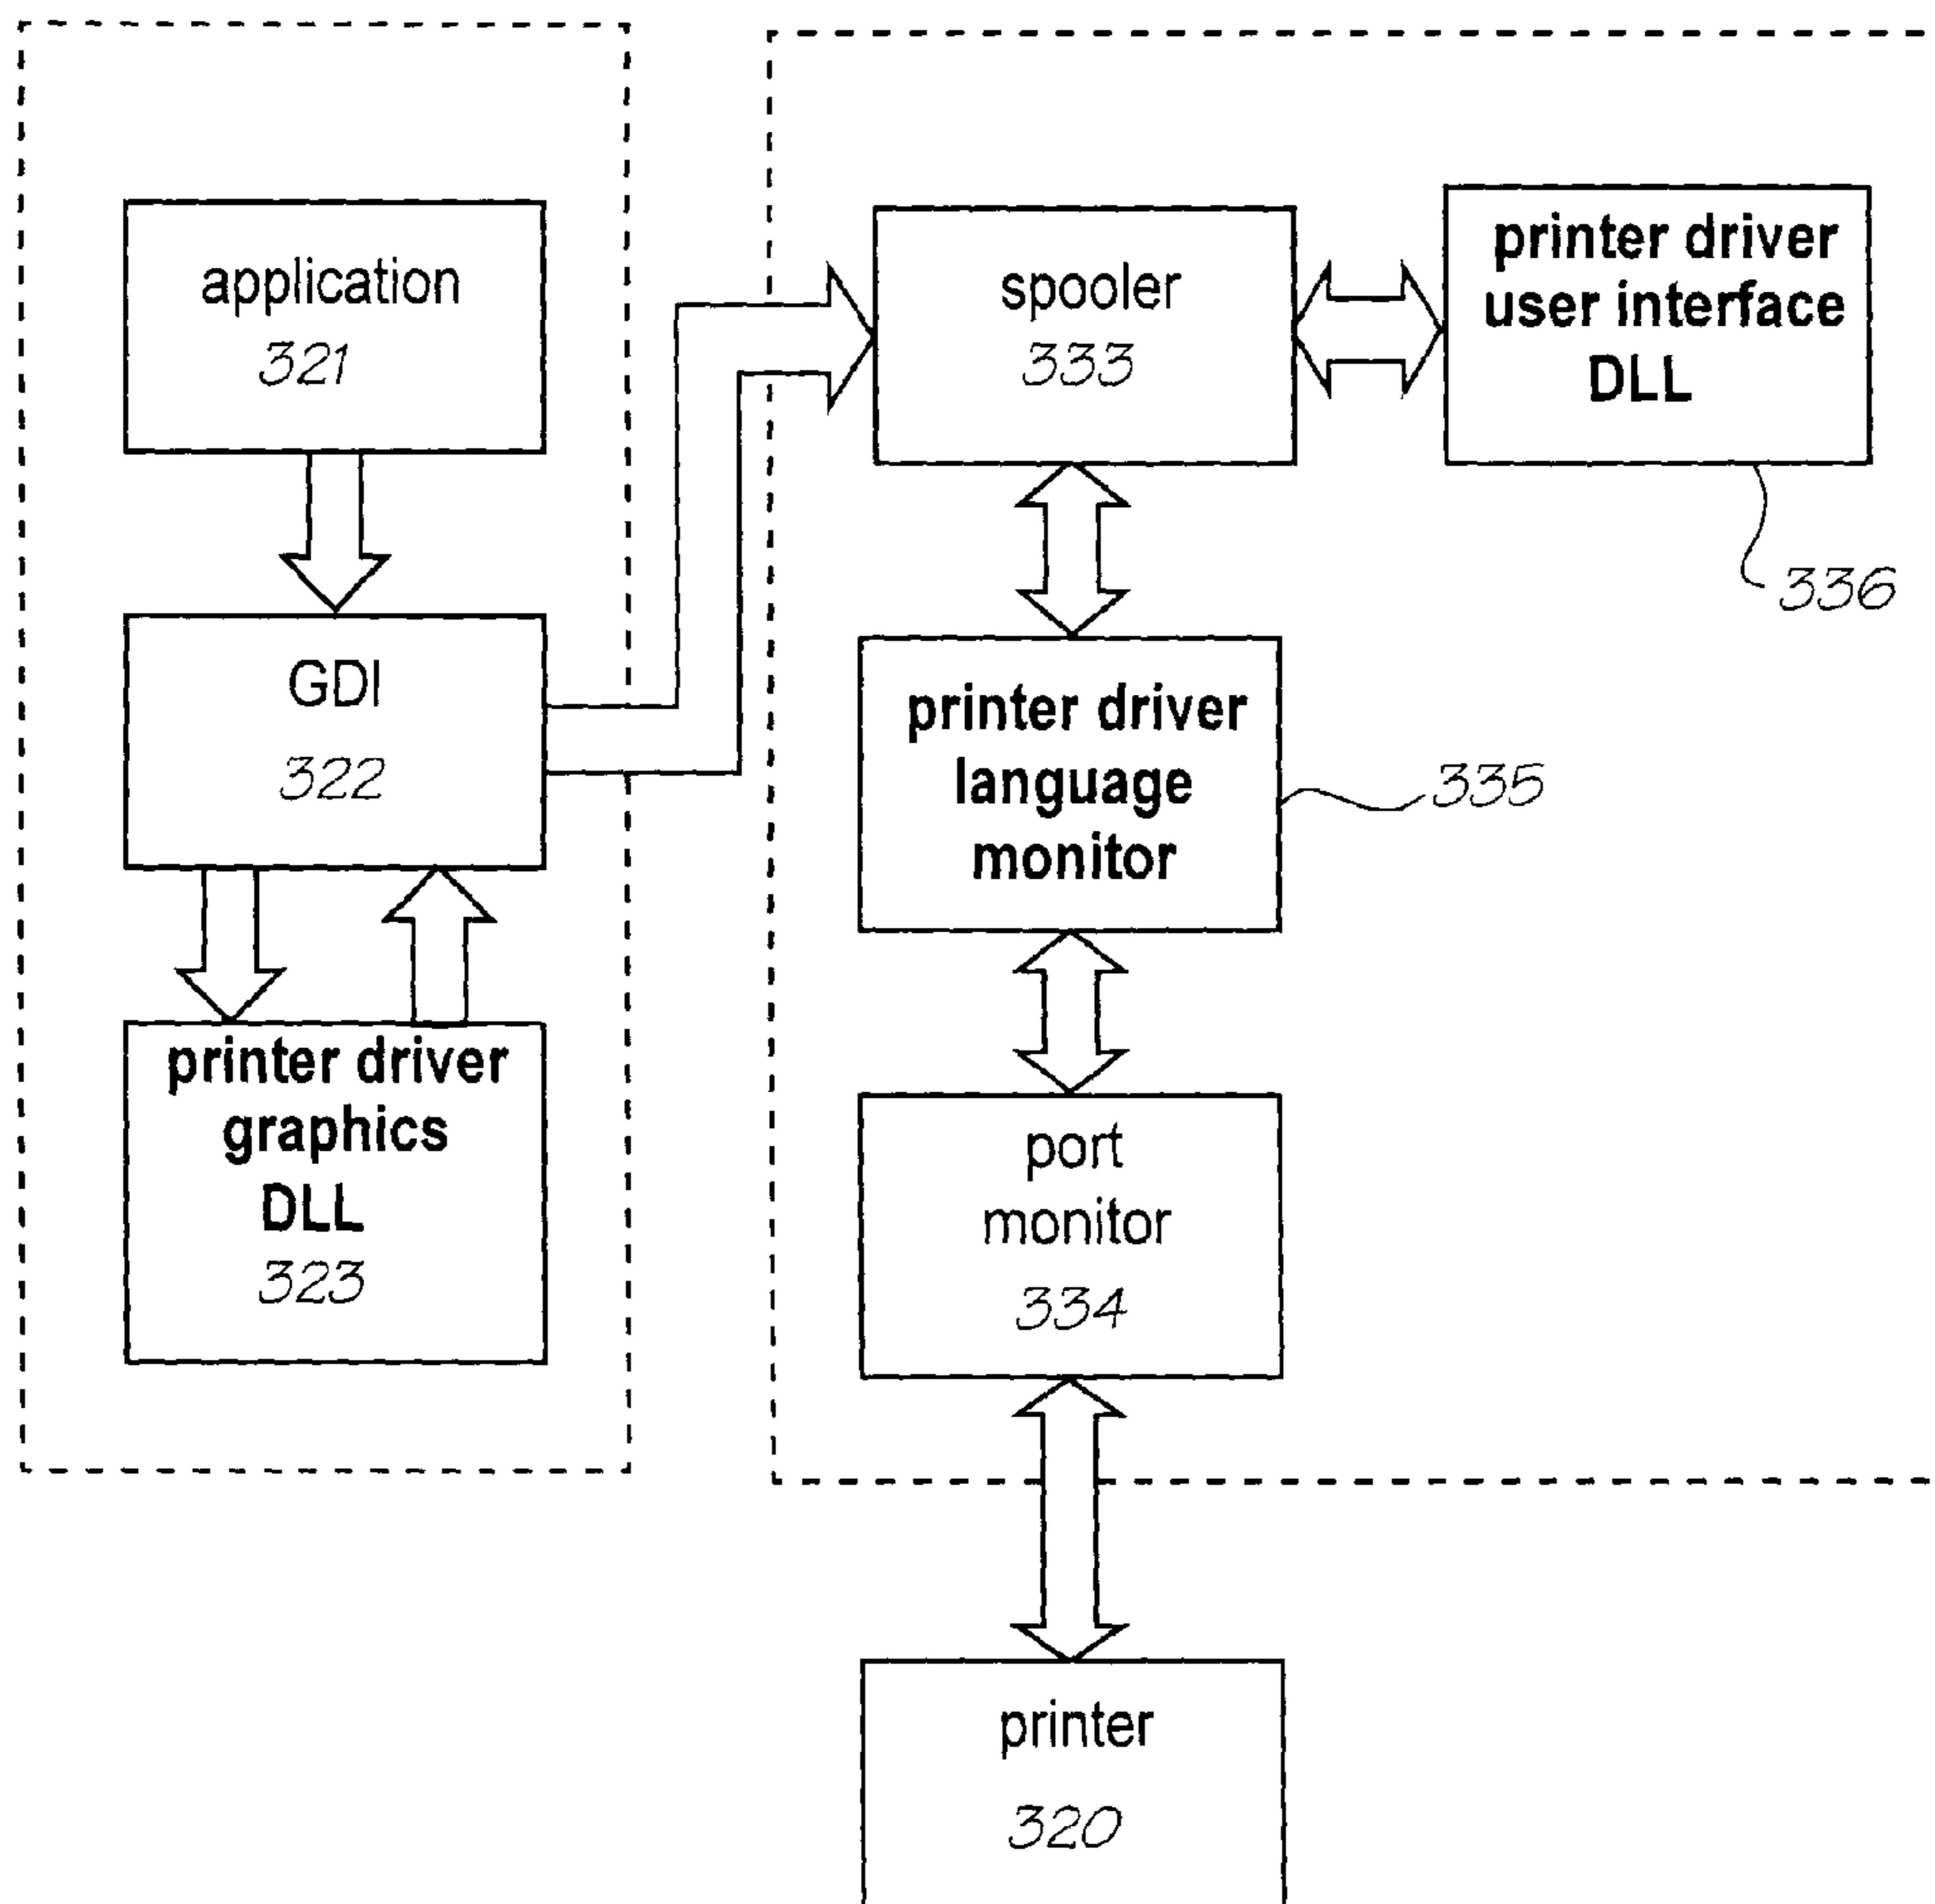 application
321
GDI
322
printer driver
graphics
DLL
323
spooler
333
printer driver
user interface
DLL
336
printer driver
language
monitor
335
port
monitor
334
printer
320